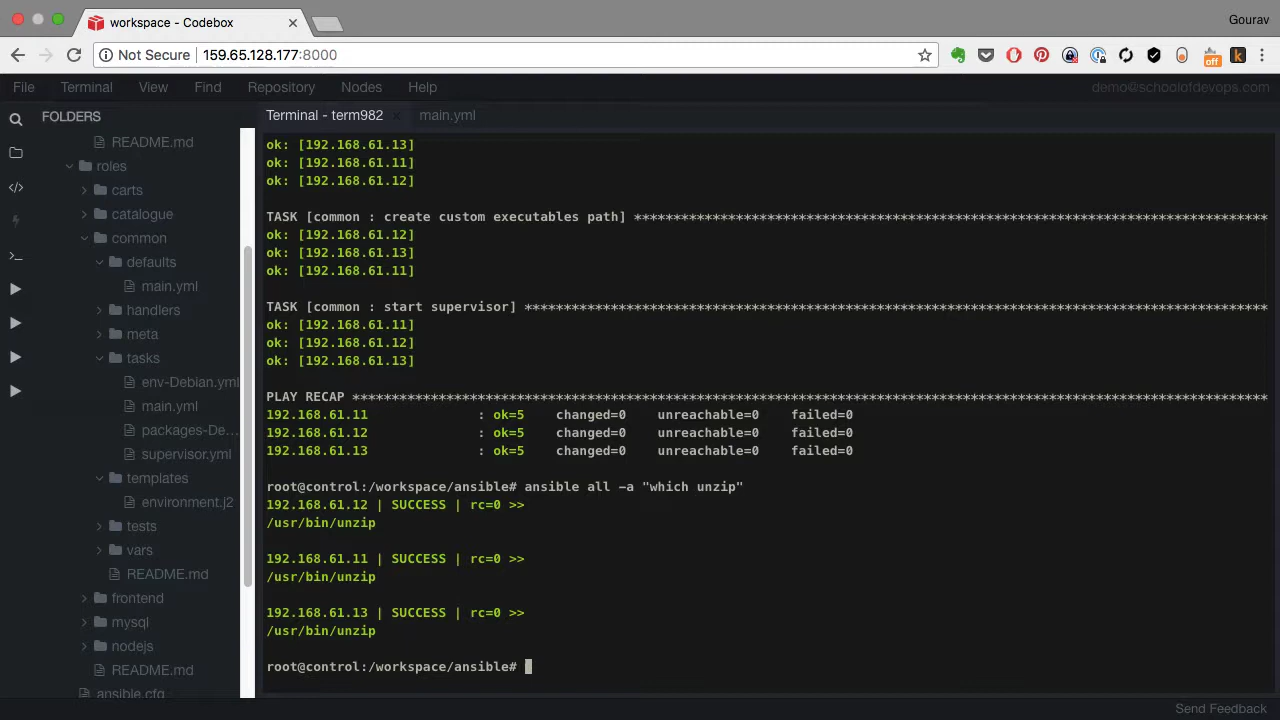 workspace - Codebox
Gourav
Not Secure 159.65.128.177:8000
off
k
File Terminal View Find Repository Nodes Help
demo@schoolofdevops.com
FOLDERS
README.md
roles
carts
catalogue
common
defaults
main.yml
handlers
meta
tasks
env-Debian.yml
main.yml
packages-De...
supervisor.yml
templates
environment.j2
tests
vars
README.md
frontend
mysql
nodejs
README.md
ansible.cfg
Terminal - term982 × main.yml
ok: [192.168.61.13]
ok: [192.168.61.11]
ok: [192.168.61.12]
TASK [common : create custom executables path] *********************************************************************************
ok: [192.168.61.12]
ok: [192.168.61.13]
ok: [192.168.61.11]
TASK [common : start supervisor] ***********************************************************************************************
ok: [192.168.61.11]
ok: [192.168.61.12]
ok: [192.168.61.13]
PLAY RECAP *********************************************************************************************************************
192.168.61.11 : ok=5 changed=0 unreachable=0 failed=0
192.168.61.12 : ok=5 changed=0 unreachable=0 failed=0
192.168.61.13 : ok=5 changed=0 unreachable=0 failed=0
root@control:/workspace/ansible# ansible all -a "which unzip"
192.168.61.12 | SUCCESS | rc=0 >>
/usr/bin/unzip
192.168.61.11 | SUCCESS | rc=0 >>
/usr/bin/unzip
192.168.61.13 | SUCCESS | rc=0 >>
/usr/bin/unzip
root@control:/workspace/ansible#
Send Feedback